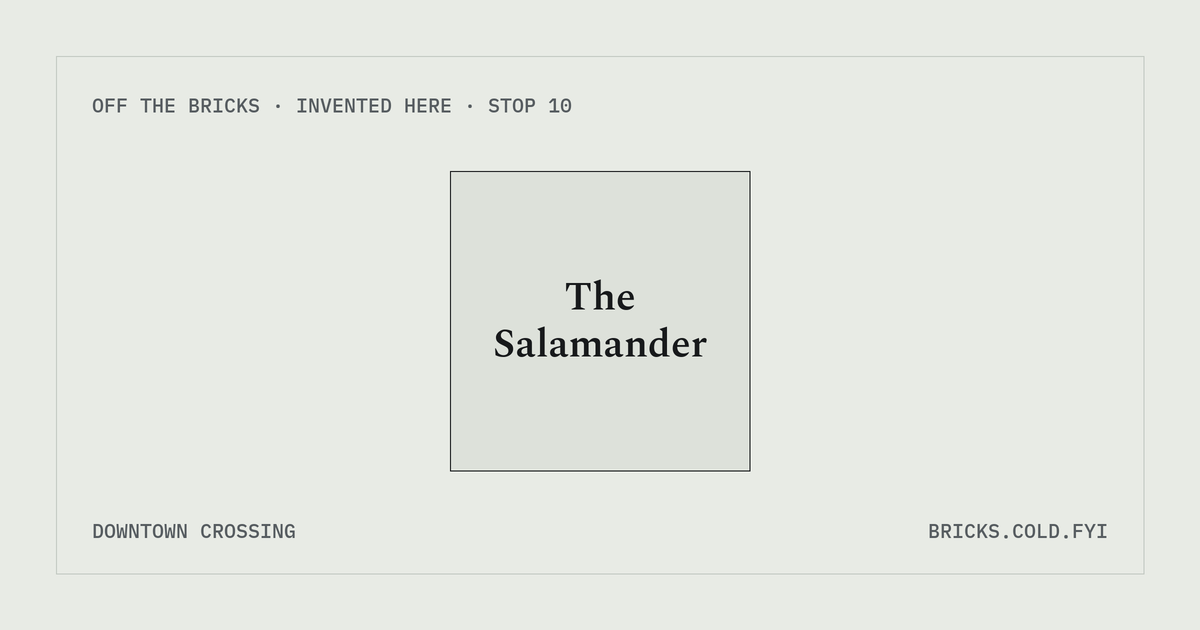 OFF THE BRICKS · INVENTED HERE · STOP 10
The
Salamander
DOWNTOWN CROSSING
BRICKS.COLD.FYI